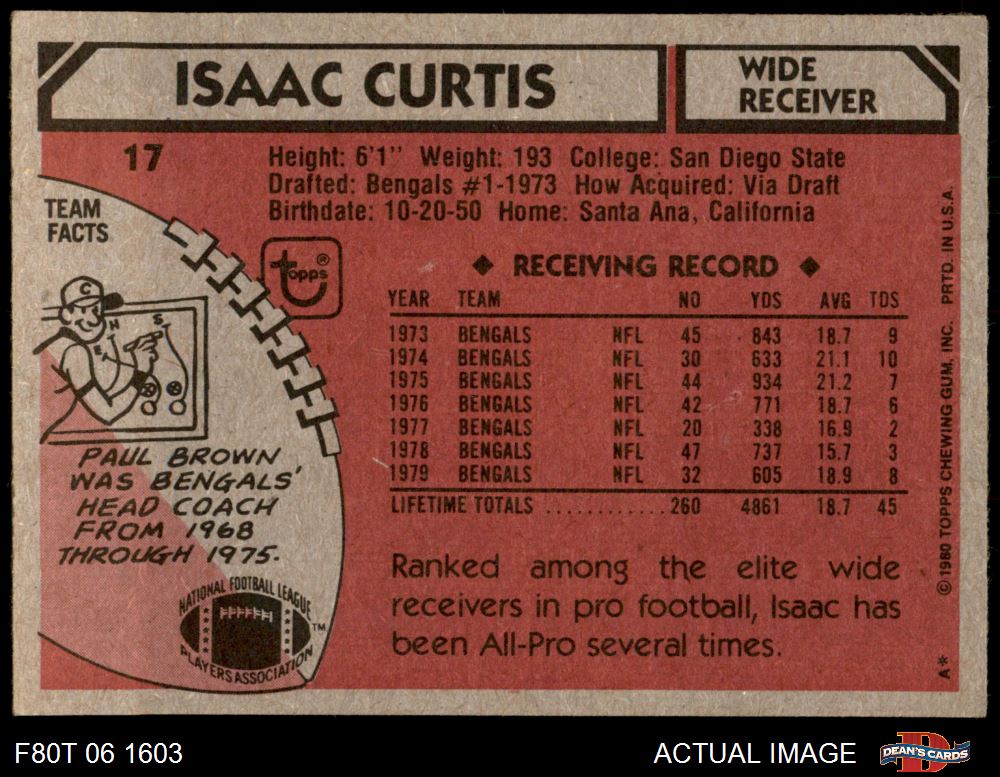 ISAAC CURTIS
WIDE
RECEIVER
17
Height: 6'1" Weight: 193 College: San Diego State
Drafted: Bengals #1-1973 How Acquired: Via Draft
Birthdate: 10-20-50 Home: Santa Ana, California
TEAM
FACTS
Topps ®
◆ RECEIVING RECORD ◆
YEAR TEAM NO YDS AVG TDS
1973 BENGALS NFL 45 843 18.7 9
1974 BENGALS NFL 30 633 21.1 10
1975 BENGALS NFL 44 934 21.2 7
1976 BENGALS NFL 42 771 18.7 6
1977 BENGALS NFL 20 338 16.9 2
1978 BENGALS NFL 47 737 15.7 3
1979 BENGALS NFL 32 605 18.9 8
LIFETIME TOTALS ............ 260 4861 18.7 45
C
PAUL BROWN
WAS BENGALS'
HEAD COACH
FROM 1968
THROUGH 1975.
NATIONAL FOOTBALL LEAGUE
PLAYERS ASSOCIATION
TM
Ranked among the elite wide
receivers in pro football, Isaac has
been All-Pro several times.
© 1980 TOPPS CHEWING GUM, INC. PRTD. IN U.S.A.
A*
F80T 06 1603
ACTUAL IMAGE
DEAN'S CARDS